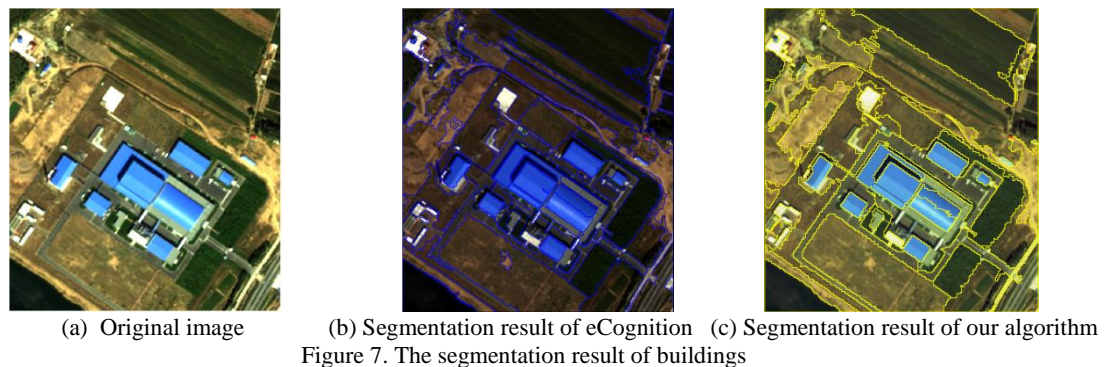 (a) Original image
(b) Segmentation result of eCognition
(c) Segmentation result of our algorithm
Figure 7. The segmentation result of buildings